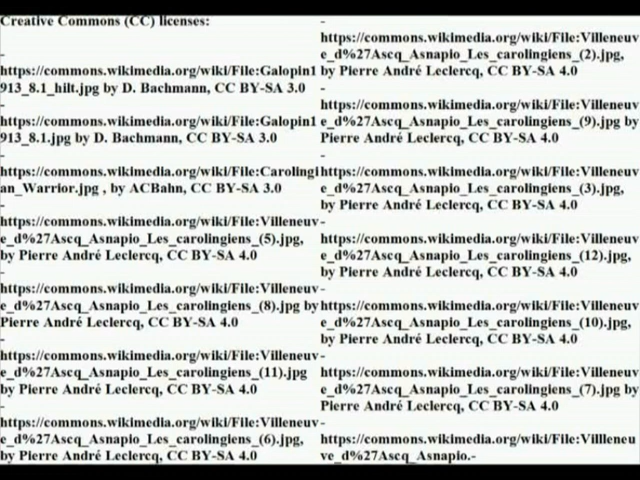 Creative Commons (CC) licenses:
-
https://commons.wikimedia.org/wiki/File:Galopin1
913_8.1_hilt.jpg by D. Bachmann, CC BY-SA 3.0
-
https://commons.wikimedia.org/wiki/File:Galopin1
913_8.1.jpg by D. Bachmann, CC BY-SA 3.0
-
https://commons.wikimedia.org/wiki/File:Carolingi
an_Warrior.jpg , by ACBahn, CC BY-SA 3.0
-
https://commons.wikimedia.org/wiki/File:Villeneuv
e_d%27Ascq_Asnapio_Les_carolingiens_(5).jpg,
by Pierre André Leclercq, CC BY-SA 4.0
-
https://commons.wikimedia.org/wiki/File:Villeneuv
e_d%27Ascq_Asnapio_Les_carolingiens_(8).jpg by
Pierre André Leclercq, CC BY-SA 4.0
-
https://commons.wikimedia.org/wiki/File:Villeneuv
e_d%27Ascq_Asnapio_Les_carolingiens_(11).jpg
by Pierre André Leclercq, CC BY-SA 4.0
-
https://commons.wikimedia.org/wiki/File:Villeneuv
e_d%27Ascq_Asnapio_Les_carolingiens_(6).jpg,
by Pierre André Leclercq, CC BY-SA 4.0
-
https://commons.wikimedia.org/wiki/File:Villeneuv
e_d%27Ascq_Asnapio_Les_carolingiens_(2).jpg,
by Pierre André Leclercq, CC BY-SA 4.0
-
https://commons.wikimedia.org/wiki/File:Villeneuv
e_d%27Ascq_Asnapio_Les_carolingiens_(9).jpg by
Pierre André Leclercq, CC BY-SA 4.0
-
https://commons.wikimedia.org/wiki/File:Villeneuv
e_d%27Ascq_Asnapio_Les_carolingiens_(3).jpg,
by Pierre André Leclercq, CC BY-SA 4.0
-
https://commons.wikimedia.org/wiki/File:Villeneuv
e_d%27Ascq_Asnapio_Les_carolingiens_(12).jpg,
by Pierre André Leclercq, CC BY-SA 4.0
-
https://commons.wikimedia.org/wiki/File:Villeneuv
e_d%27Ascq_Asnapio_Les_carolingiens_(10).jpg,
by Pierre André Leclercq, CC BY-SA 4.0
-
https://commons.wikimedia.org/wiki/File:Villeneuv
e_d%27Ascq_Asnapio_Les_carolingiens_(7).jpg by
Pierre André Leclercq, CC BY-SA 4.0
-
https://commons.wikimedia.org/wiki/File:Villleneu
ve_d%27Ascq_Asnapio.-